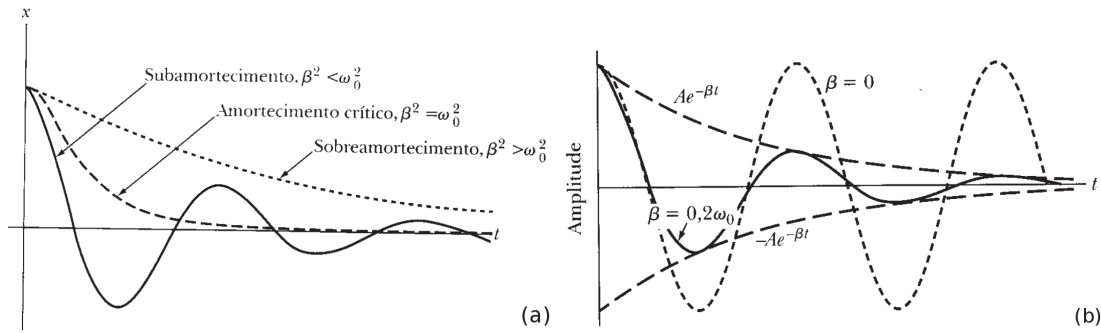 x
Subamortecimento, β² < ω₀²
Amortecimento crítico, β² = ω₀²
Sobreamortecimento, β² > ω₀²
t
(a)
Amplitude
Ae⁻ᵝᵗ
β = 0
t
β = 0,2ω₀
–Ae⁻ᵝᵗ
(b)